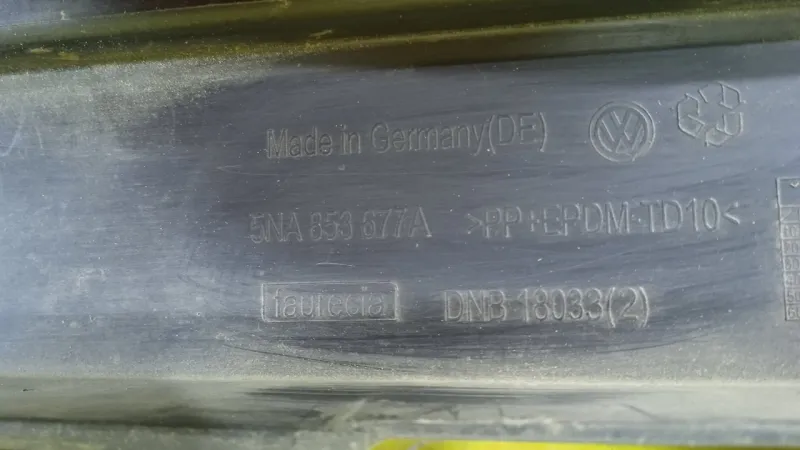 Made in Germany(DE)
5NA 853 677A >PP+EPDM-TD10<
faurecia DNB 18033(2)